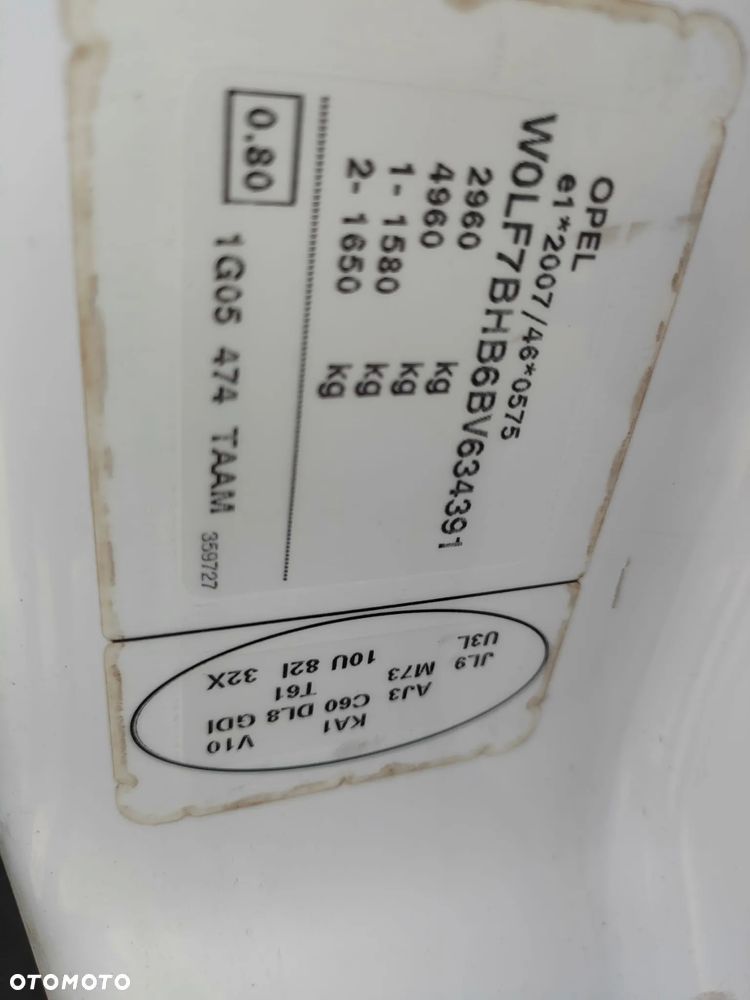 OPEL
e1*2007/46*0575
W0LF7BHB6BV634391
2960 kg
4960 kg
1- 1580 kg
2- 1650 kg
0.80 1G05 474 TAAM 359727
V10
KA1
GDI
DL8 C60 AJ3
T61
M73
32X
82I 10U
JL9
U3L
OTOMOTO